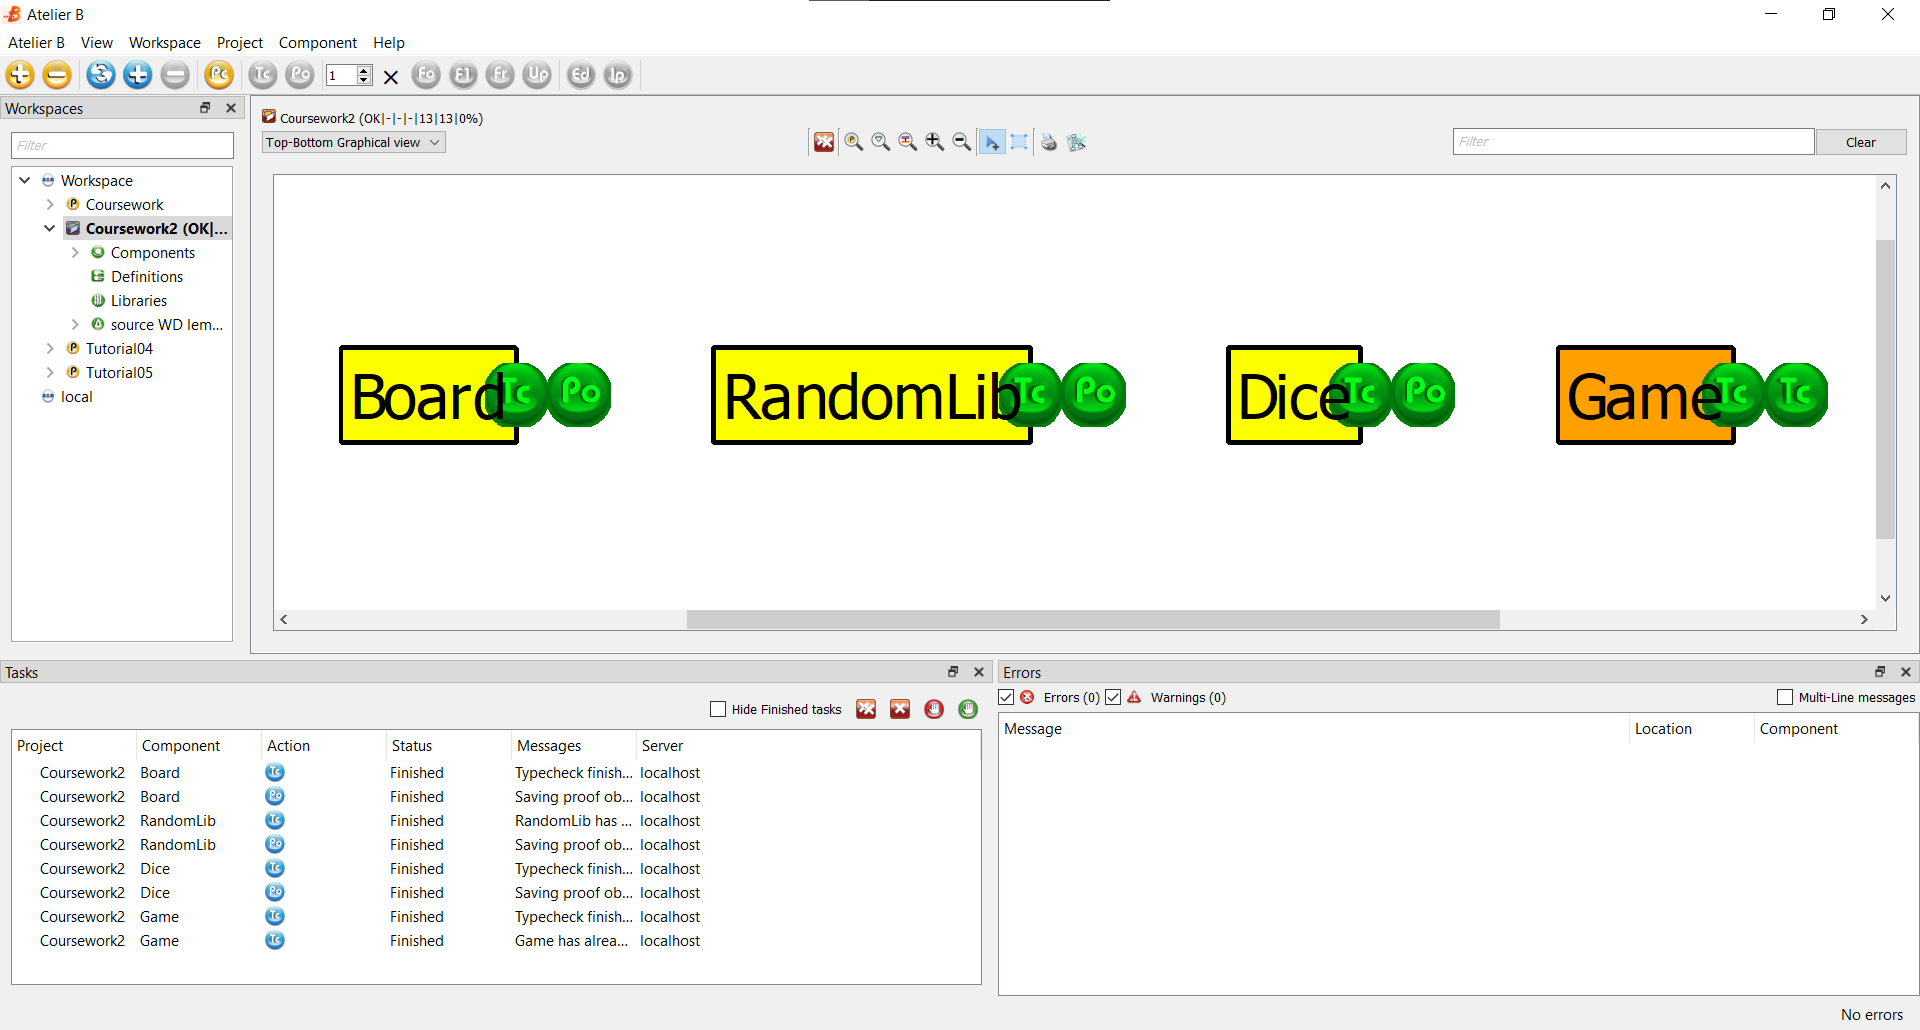 Atelier B
Atelier B View Workspace Project Component Help
Pc Tc Po 1 Fo F1 Fr Up Ed Ip
Workspaces
Filter
Workspace
Coursework
Coursework2 (OK|...
Components
Definitions
Libraries
source WD lem...
Tutorial04
Tutorial05
local
Coursework2 (OK|-|-|-|13|13|0%)
Top-Bottom Graphical view
Filter
Clear
Board Tc Po
RandomLib Tc Po
Dice Tc Po
Game Tc Tc
Tasks
Hide Finished tasks
Project Component Action Status Messages Server
Coursework2 Board Tc Finished Typecheck finish... localhost
Coursework2 Board Po Finished Saving proof ob... localhost
Coursework2 RandomLib Tc Finished RandomLib has ... localhost
Coursework2 RandomLib Po Finished Saving proof ob... localhost
Coursework2 Dice Tc Finished Typecheck finish... localhost
Coursework2 Dice Po Finished Saving proof ob... localhost
Coursework2 Game Tc Finished Typecheck finish... localhost
Coursework2 Game Tc Finished Game has alrea... localhost
Errors
Errors (0) Warnings (0) Multi-Line messages
Message Location Component
No errors